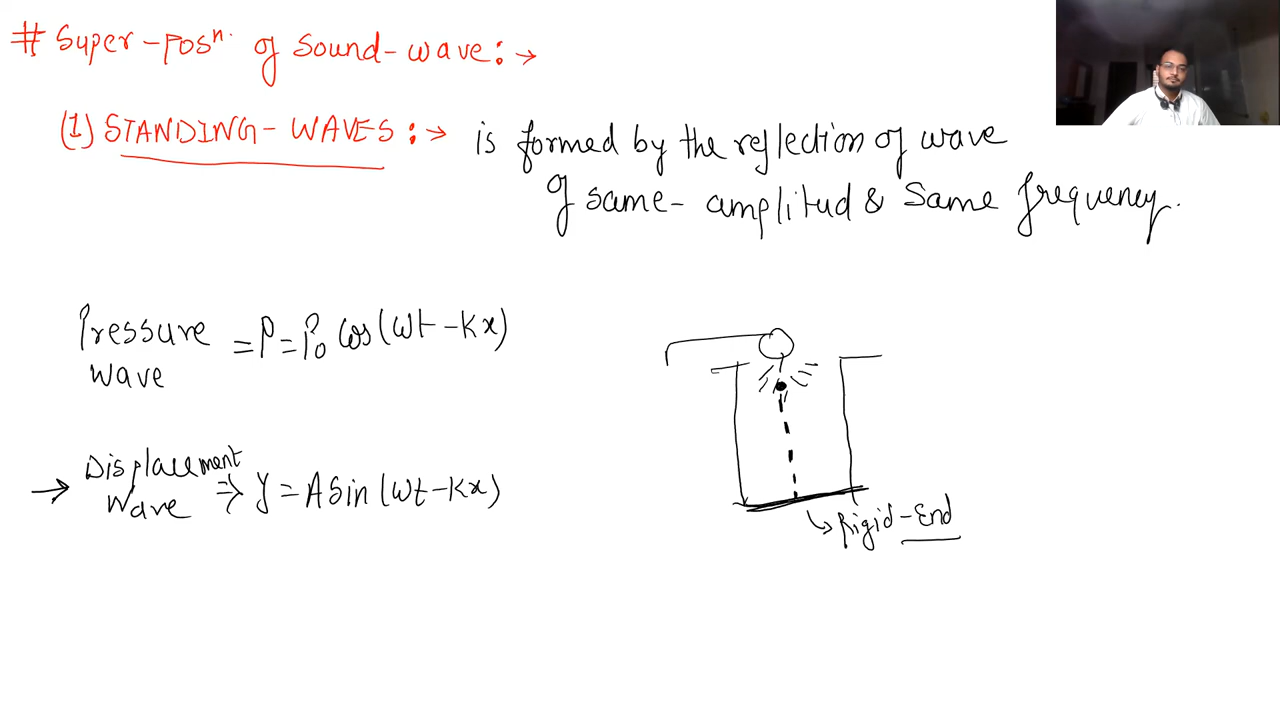 # Super-posⁿ. of sound-wave:→
(1) STANDING-WAVES:→ is formed by the reflection of wave
of same-amplitud & Same frequency.
Pressure wave = P = P₀ cos(ωt-kx)
→ Displacement wave ⇒ y = A sin(ωt-kx)
↳ Rigid-End